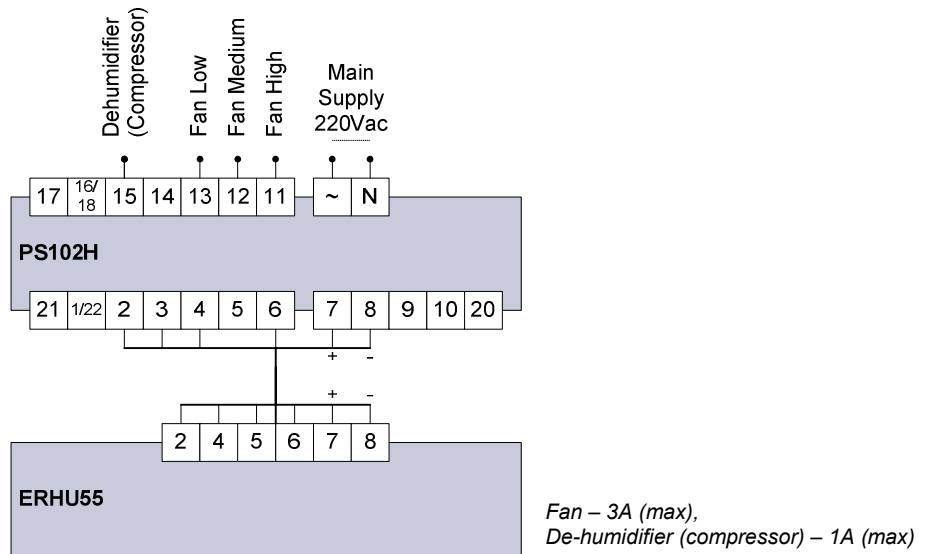 Dehumidifier
(Compressor)
Fan Low
Fan Medium
Fan High
Main
Supply
220Vac
17 16/18 15 14 13 12 11 ~ N
PS102H
21 1/22 2 3 4 5 6 7 8 9 10 20
+ -
+ -
2 4 5 6 7 8
ERHU55
Fan – 3A (max),
De-humidifier (compressor) – 1A (max)